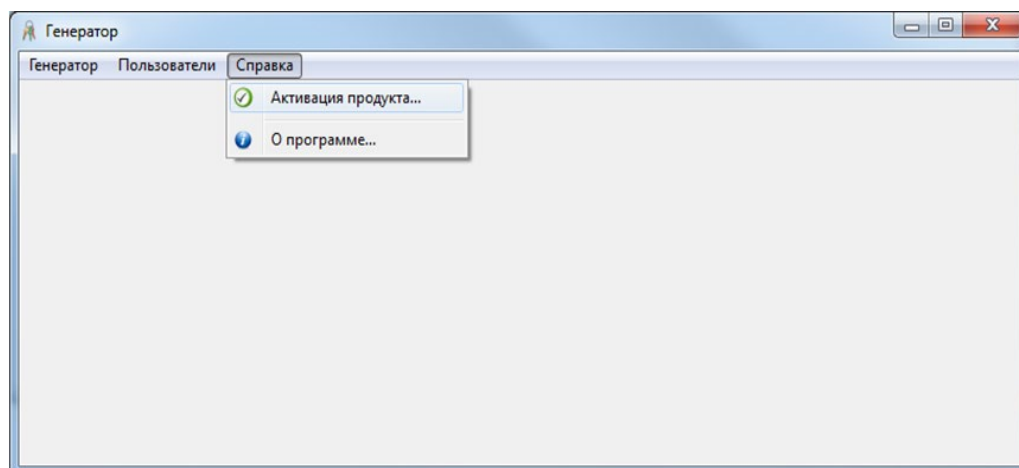 Генератор
Генератор Пользователи Справка
Активация продукта...
О программе...